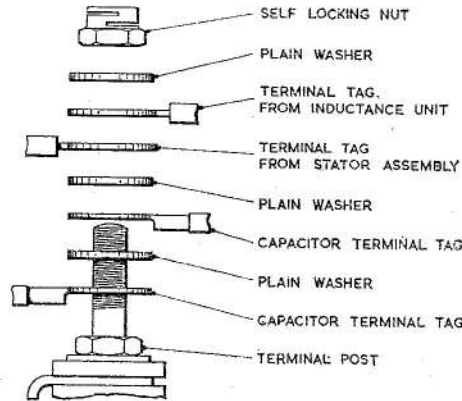 SELF LOCKING NUT
PLAIN WASHER
TERMINAL TAG.
FROM INDUCTANCE UNIT
TERMINAL TAG
FROM STATOR ASSEMBLY
PLAIN WASHER
CAPACITOR TERMINAL TAG
PLAIN WASHER
CAPACITOR TERMINAL TAG
TERMINAL POST